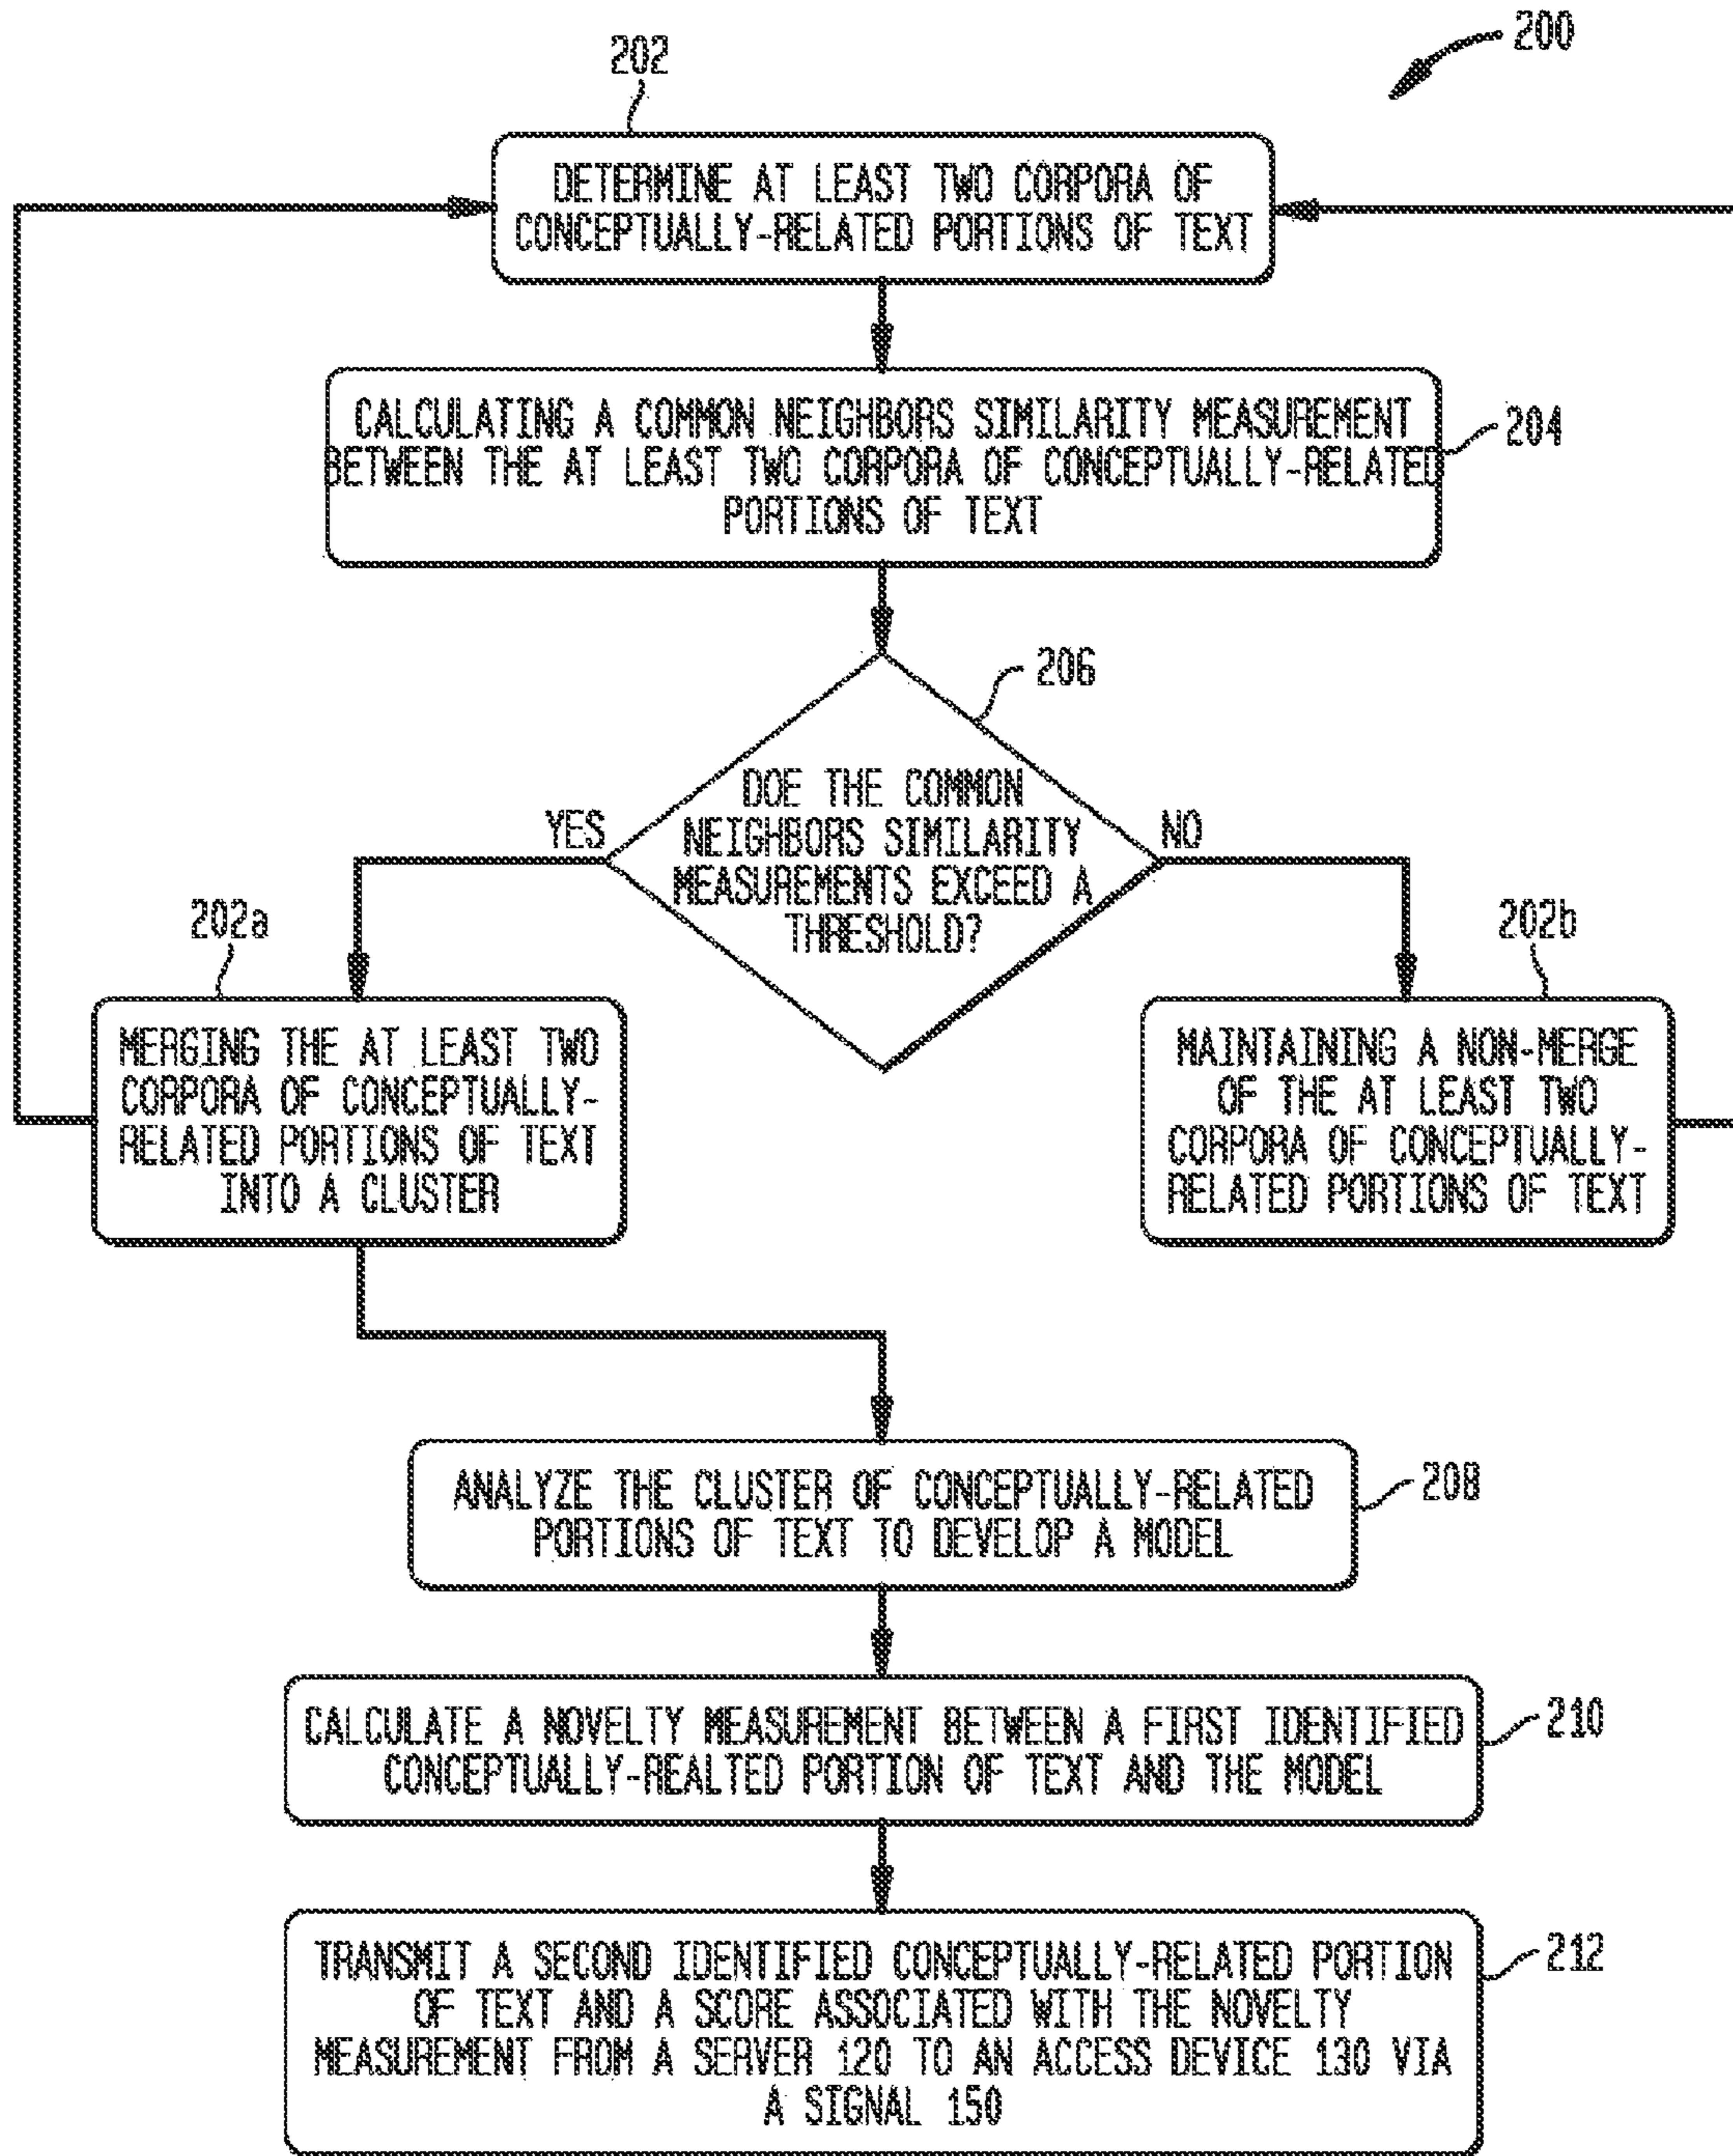 200
202
DETERMINE AT LEAST TWO CORPORA OF
CONCEPTUALLY-RELATED PORTIONS OF TEXT
CALCULATING A COMMON NEIGHBORS SIMILARITY MEASUREMENT
BETWEEN THE AT LEAST TWO CORPORA OF CONCEPTUALLY-RELATED
PORTIONS OF TEXT
204
206
DOE THE COMMON
NEIGHBORS SIMILARITY
MEASUREMENTS EXCEED A
THRESHOLD?
YES
NO
202a
MERGING THE AT LEAST TWO
CORPORA OF CONCEPTUALLY-
RELATED PORTIONS OF TEXT
INTO A CLUSTER
202b
MAINTAINING A NON-MERGE
OF THE AT LEAST TWO
CORPORA OF CONCEPTUALLY-
RELATED PORTIONS OF TEXT
ANALYZE THE CLUSTER OF CONCEPTUALLY-RELATED
PORTIONS OF TEXT TO DEVELOP A MODEL
208
CALCULATE A NOVELTY MEASUREMENT BETWEEN A FIRST IDENTIFIED
CONCEPTUALLY-REALTED PORTION OF TEXT AND THE MODEL
210
TRANSMIT A SECOND IDENTIFIED CONCEPTUALLY-RELATED PORTION
OF TEXT AND A SCORE ASSOCIATED WITH THE NOVELTY
MEASUREMENT FROM A SERVER 120 TO AN ACCESS DEVICE 130 VIA
A SIGNAL 150
212